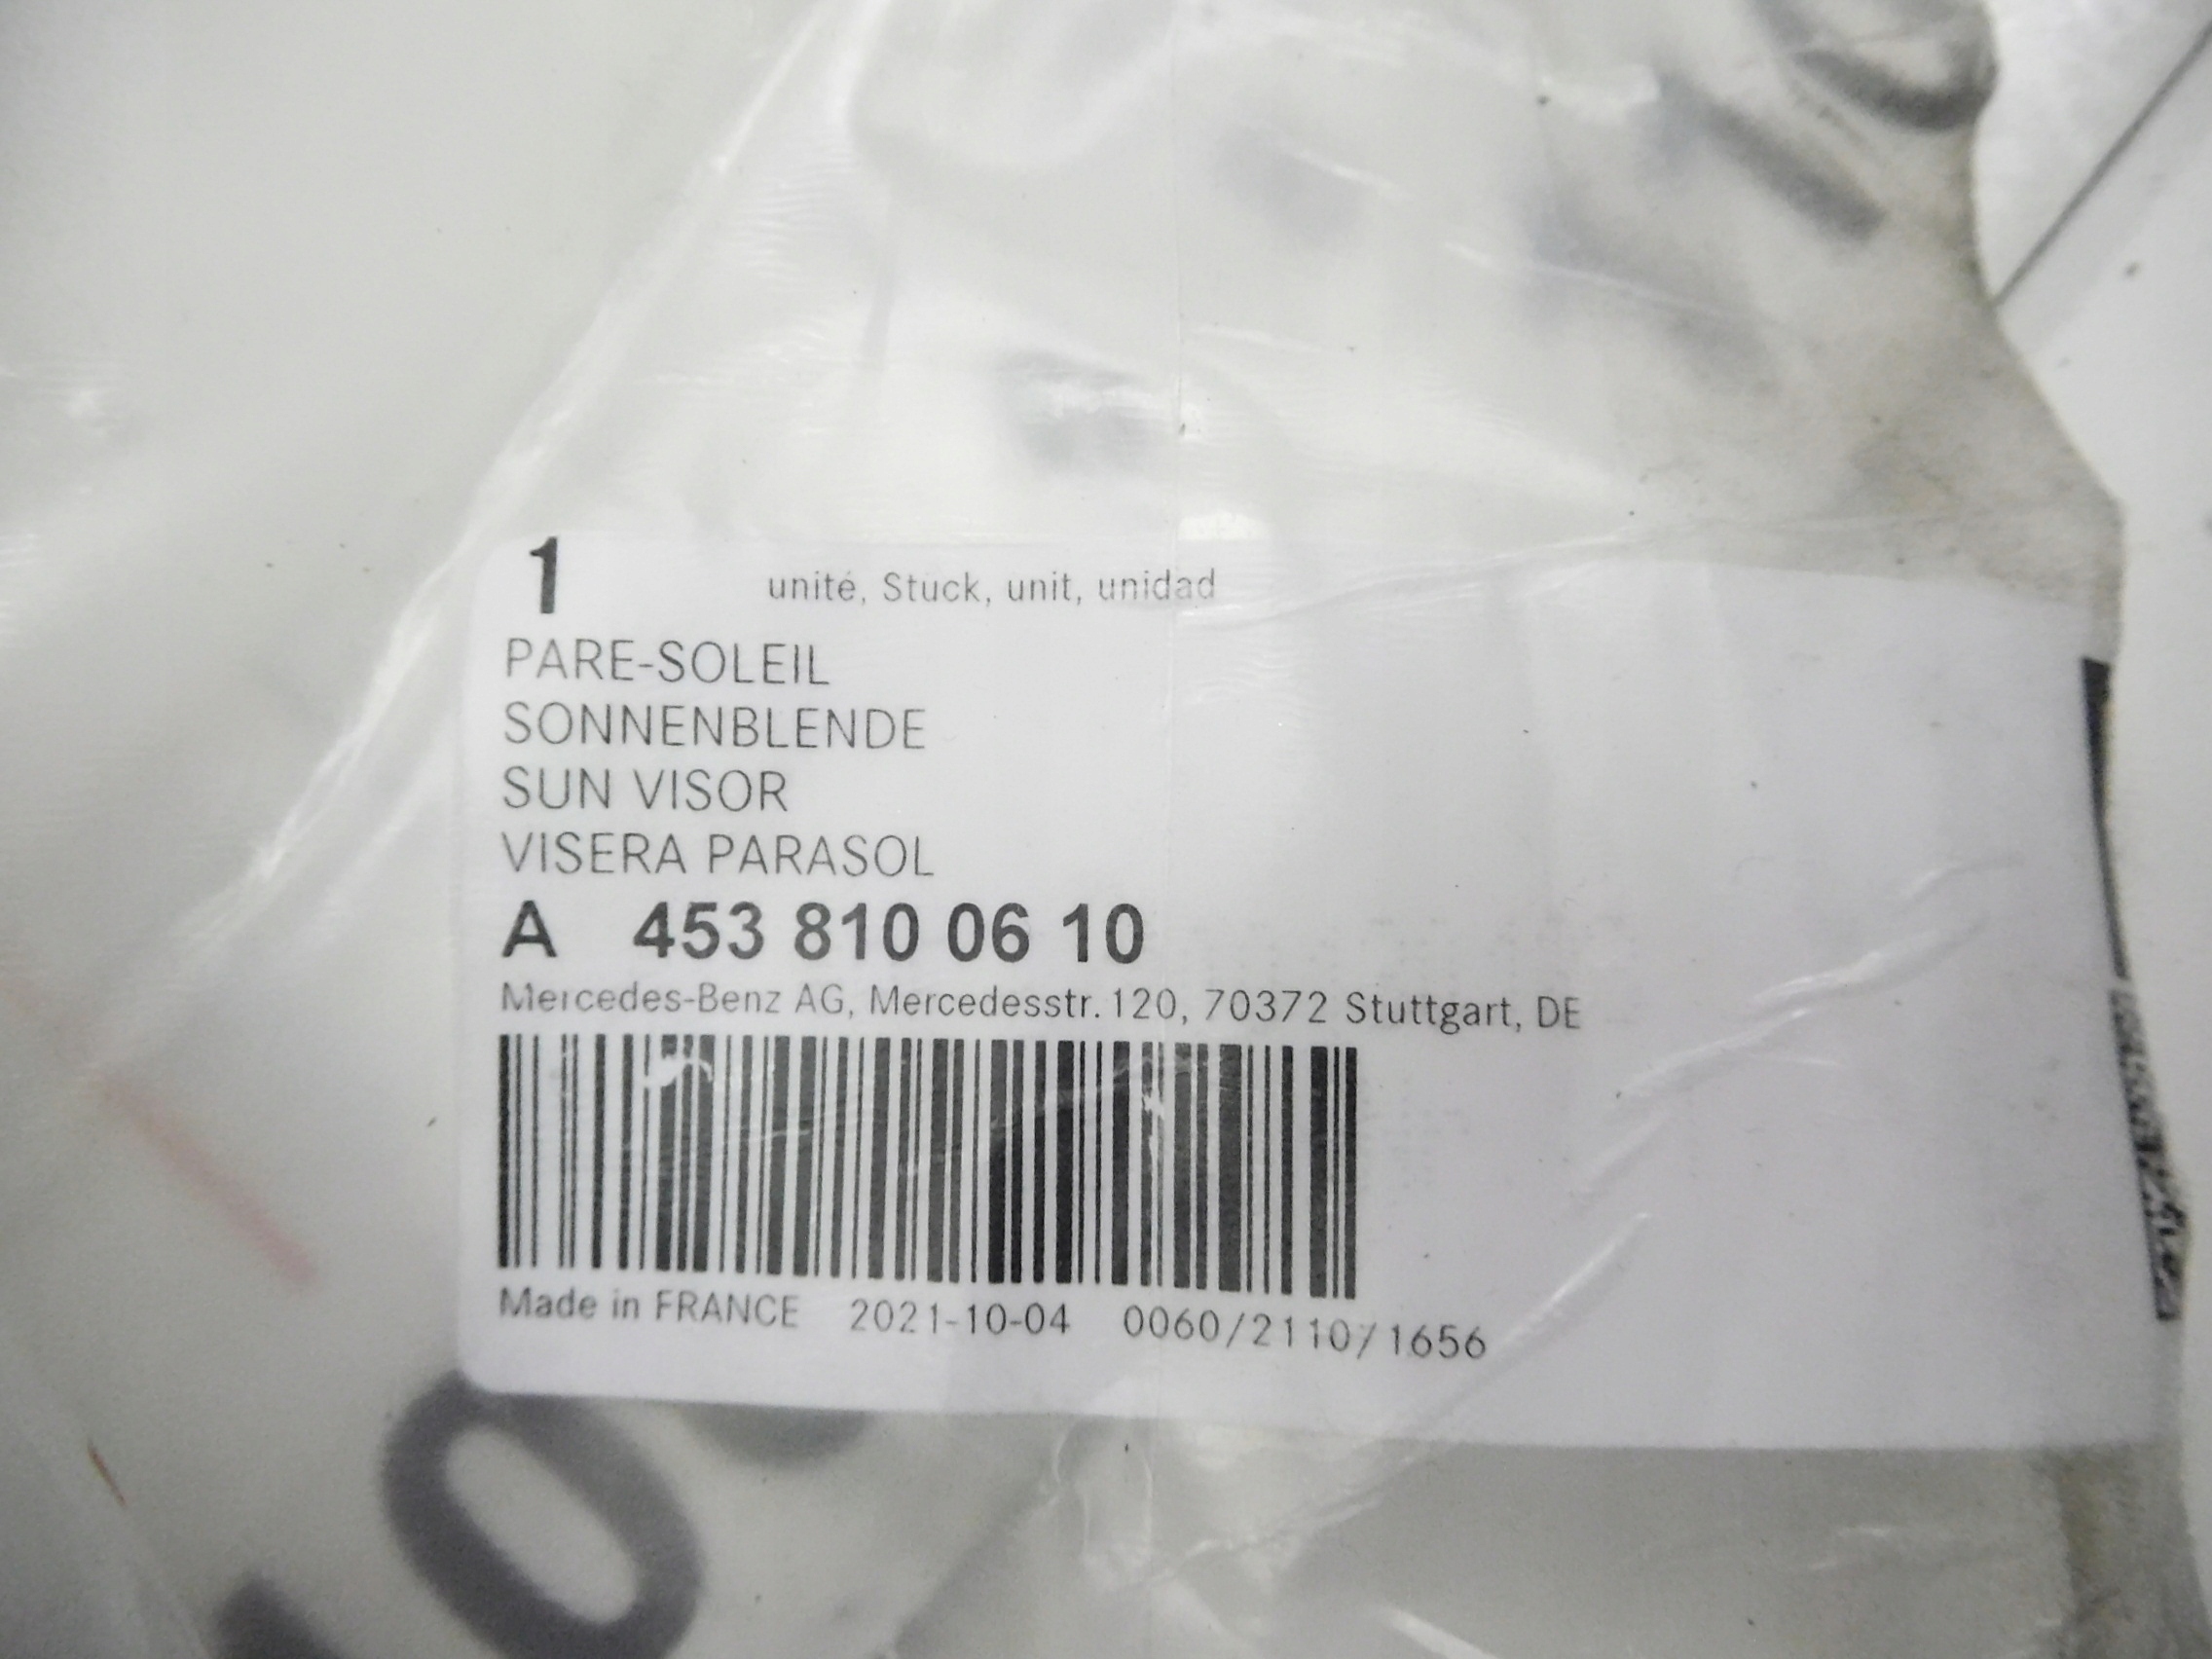 1 unité, Stück, unit, unidad
PARE-SOLEIL
SONNENBLENDE
SUN VISOR
VISERA PARASOL
A 453 810 06 10
Mercedes-Benz AG, Mercedesstr. 120, 70372 Stuttgart, DE
Made in FRANCE 2021-10-04 0060/2110/1656